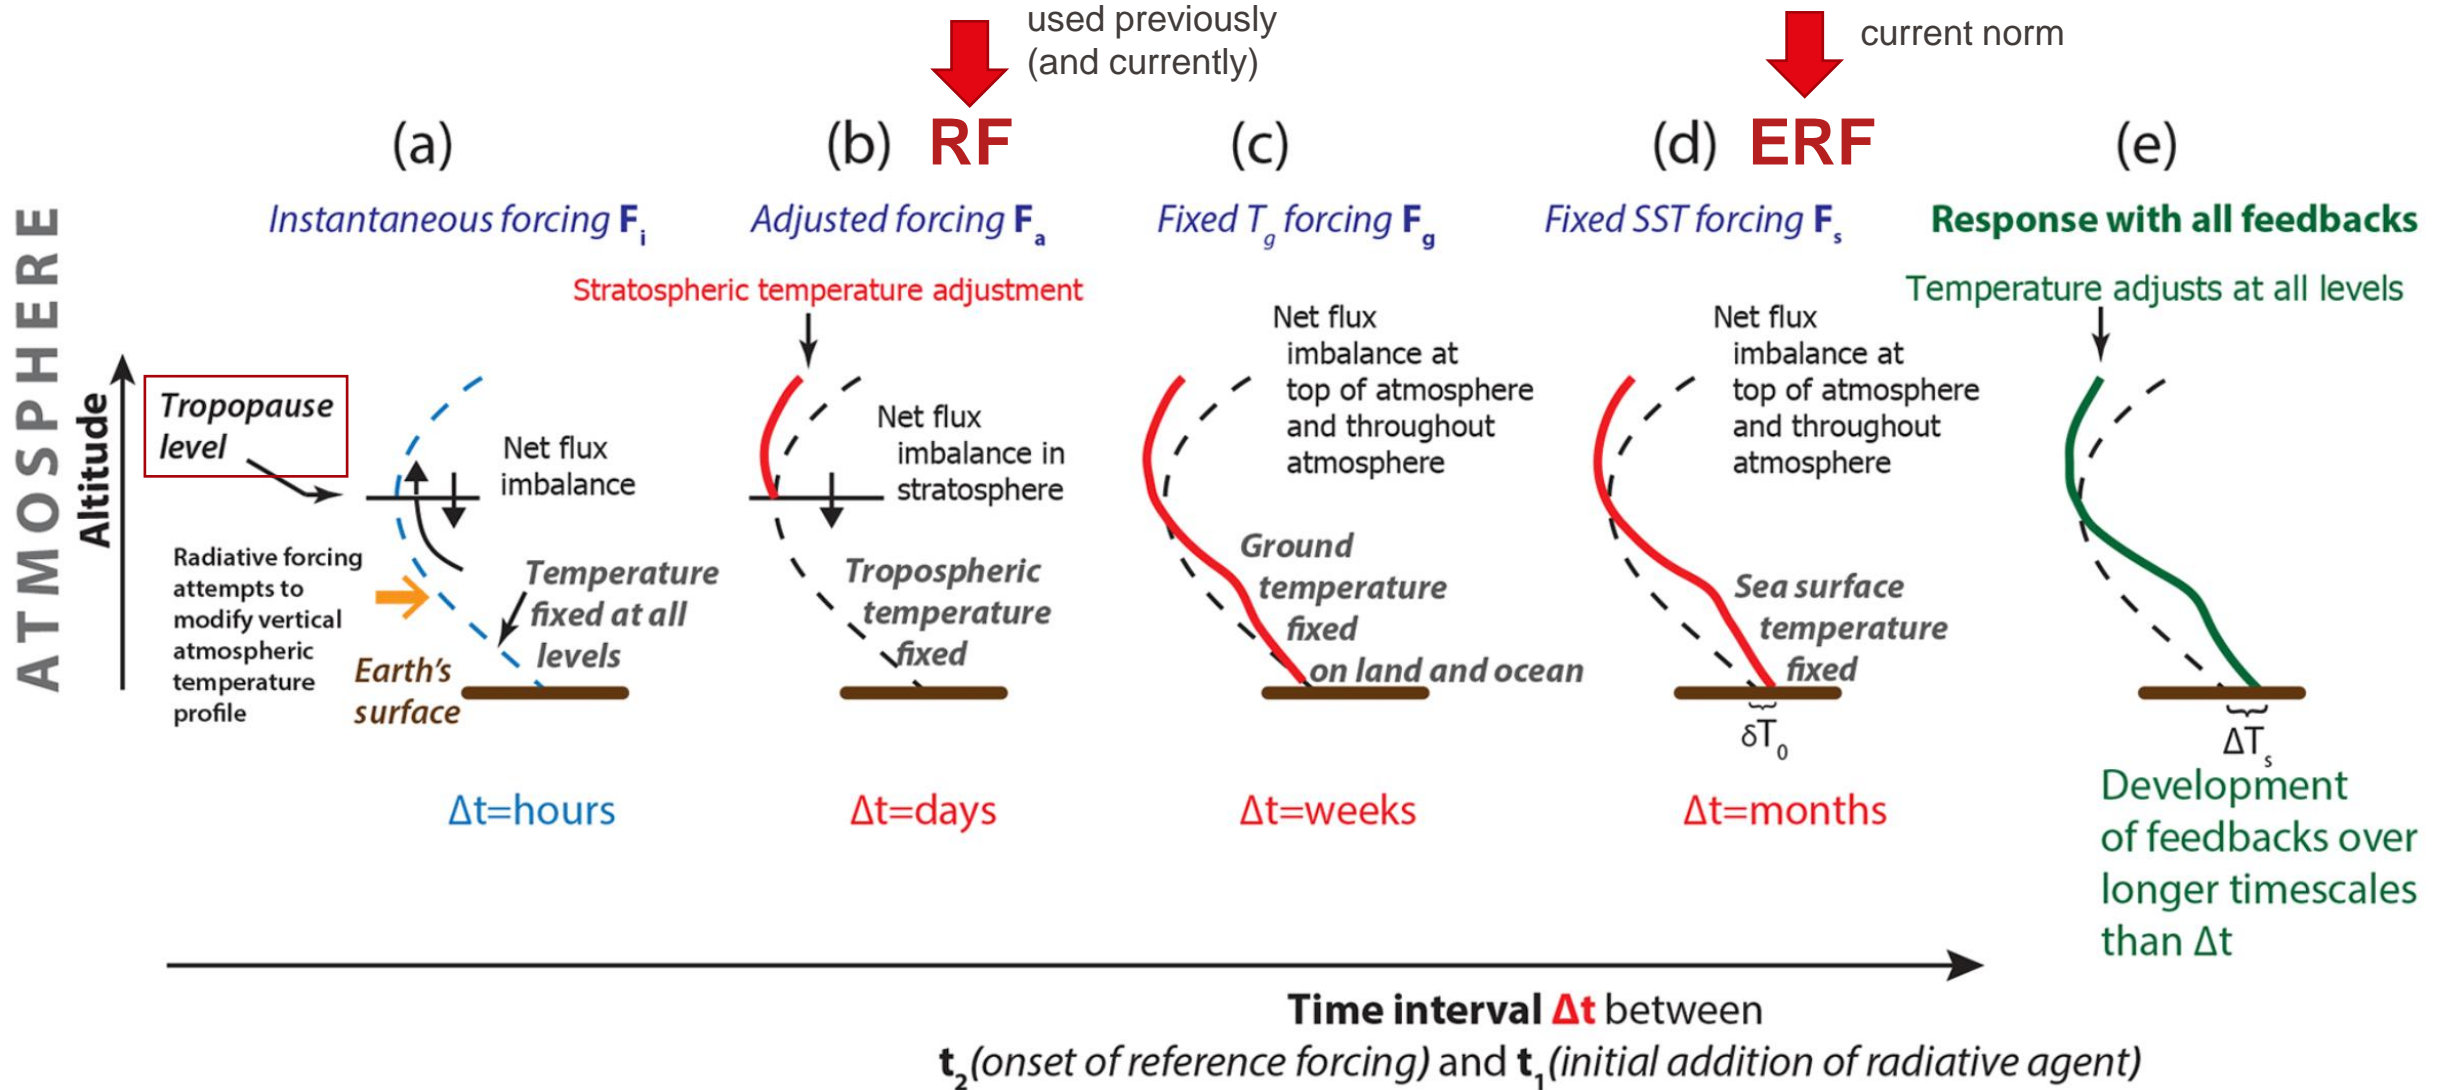 used previously
(and currently)
current norm
(a)
(b) RF
(c)
(d) ERF
(e)
Instantaneous forcing Fi
Adjusted forcing Fa
Fixed Tg forcing Fg
Fixed SST forcing Fs
Response with all feedbacks
Stratospheric temperature adjustment
Temperature adjusts at all levels
ATMOSPHERE
Altitude
Tropopause
level
Net flux
imbalance
Net flux
imbalance in
stratosphere
Net flux
imbalance at
top of atmosphere
and throughout
atmosphere
Net flux
imbalance at
top of atmosphere
and throughout
atmosphere
Radiative forcing
attempts to
modify vertical
atmospheric
temperature
profile
Earth's
surface
Temperature
fixed at all
levels
Tropospheric
temperature
fixed
Ground
temperature
fixed
on land and ocean
Sea surface
temperature
fixed
δT0
ΔTs
Δt=hours
Δt=days
Δt=weeks
Δt=months
Development
of feedbacks over
longer timescales
than Δt
Time interval Δt between
t2(onset of reference forcing) and t1(initial addition of radiative agent)